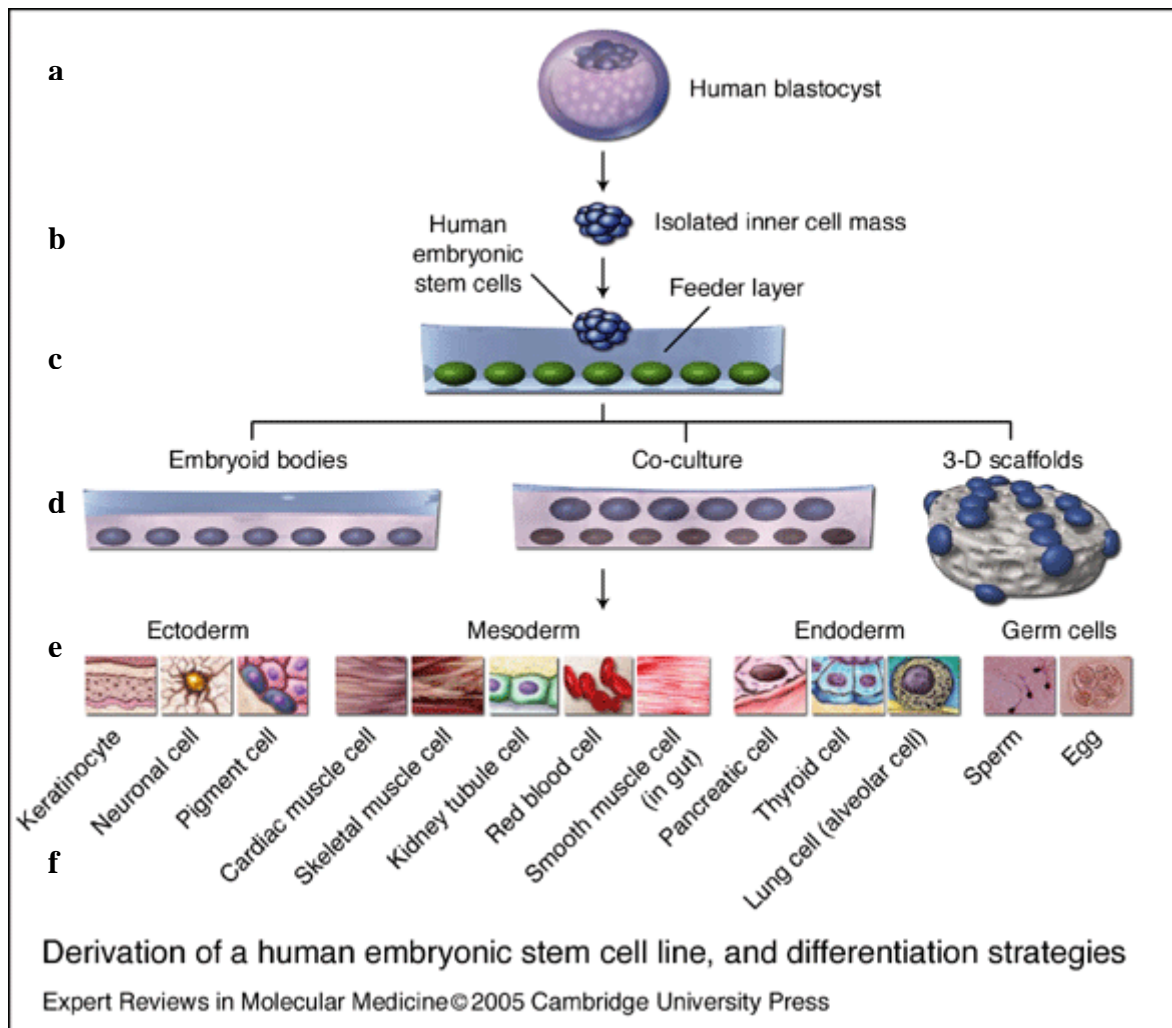 a
Human blastocyst
Human
embryonic
stem cells
Isolated inner cell mass
b
Feeder layer
c
Embryoid bodies
Co-culture
3-D scaffolds
d
Ectoderm
Mesoderm
Endoderm
Germ cells
e
Keratinocyte
Neuronal cell
Pigment cell
Cardiac muscle cell
Skeletal muscle cell
Kidney tubule cell
Red blood cell
Smooth muscle cell
(in gut)
Pancreatic cell
Thyroid cell
Lung cell (alveolar cell)
Sperm
Egg
f
Derivation of a human embryonic stem cell line, and differentiation strategies
Expert Reviews in Molecular Medicine©2005 Cambridge University Press